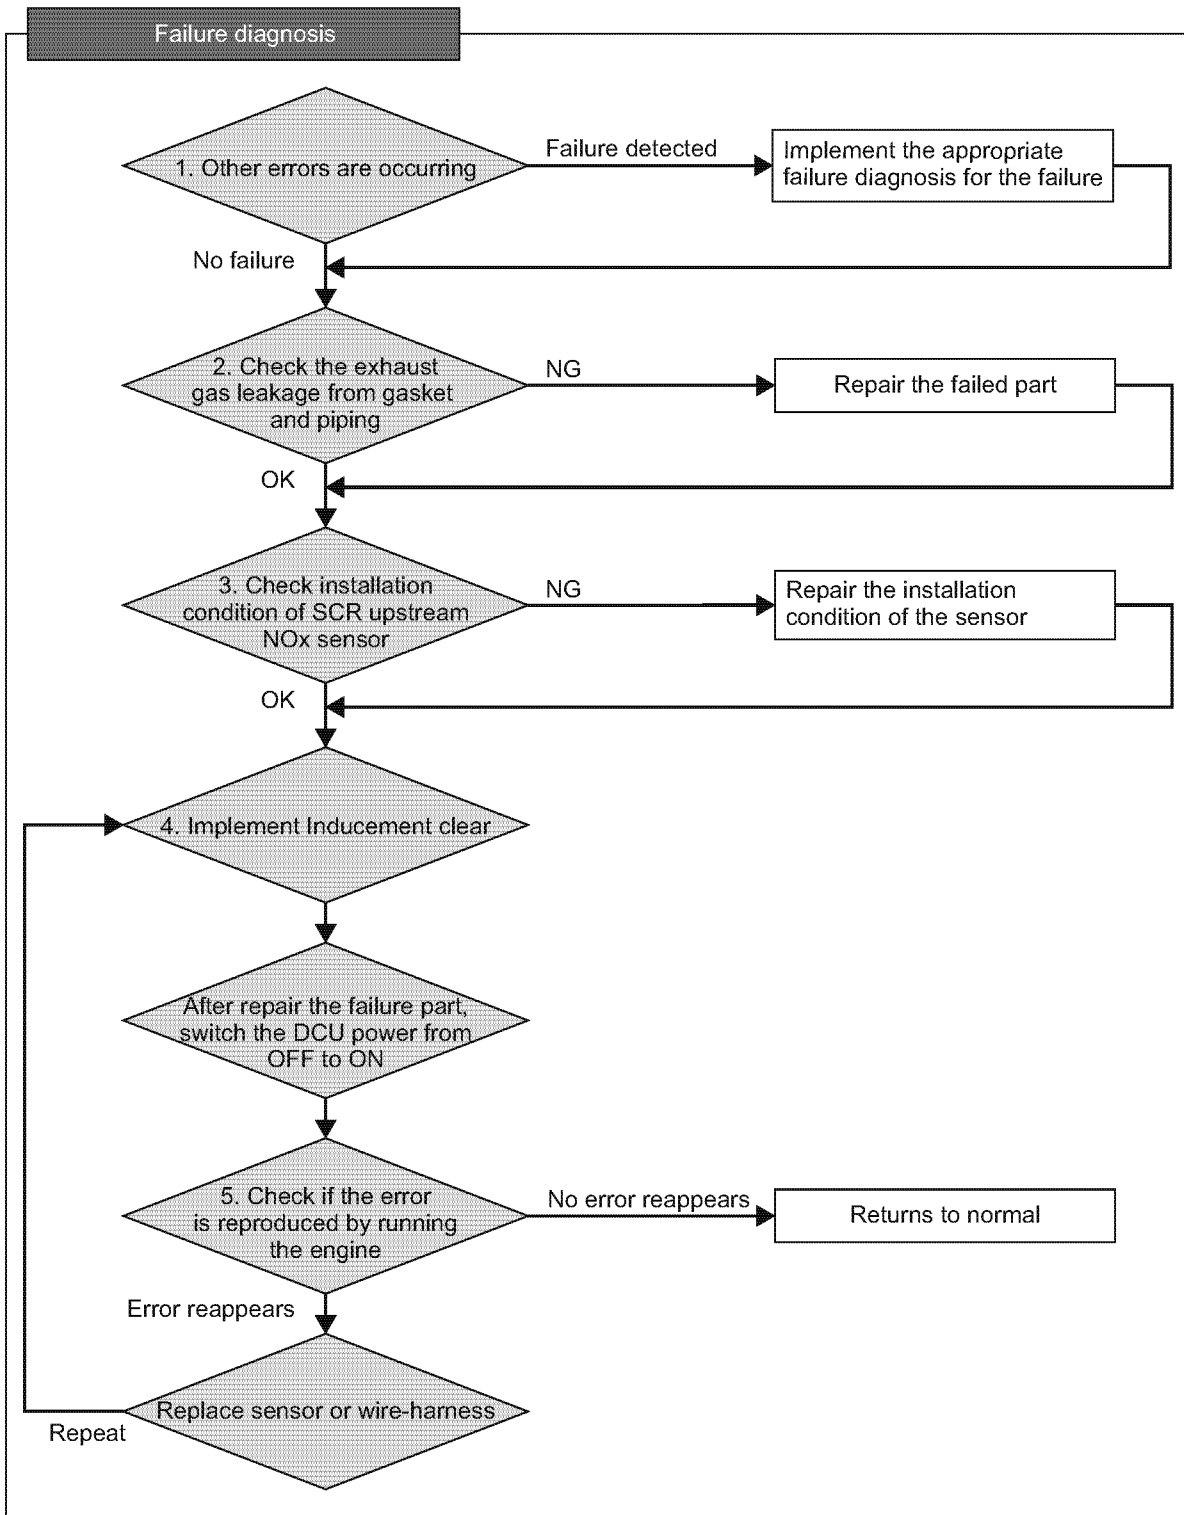 Failure diagnosis
1. Other errors are occurring
Failure detected
Implement the appropriate
failure diagnosis for the failure
No failure
2. Check the exhaust
gas leakage from gasket
and piping
NG
Repair the failed part
OK
3. Check installation
condition of SCR upstream
NOx sensor
NG
Repair the installation
condition of the sensor
OK
4. Implement Inducement clear
After repair the failure part,
switch the DCU power from
OFF to ON
5. Check if the error
is reproduced by running
the engine
No error reappears
Returns to normal
Error reappears
Replace sensor or wire-harness
Repeat